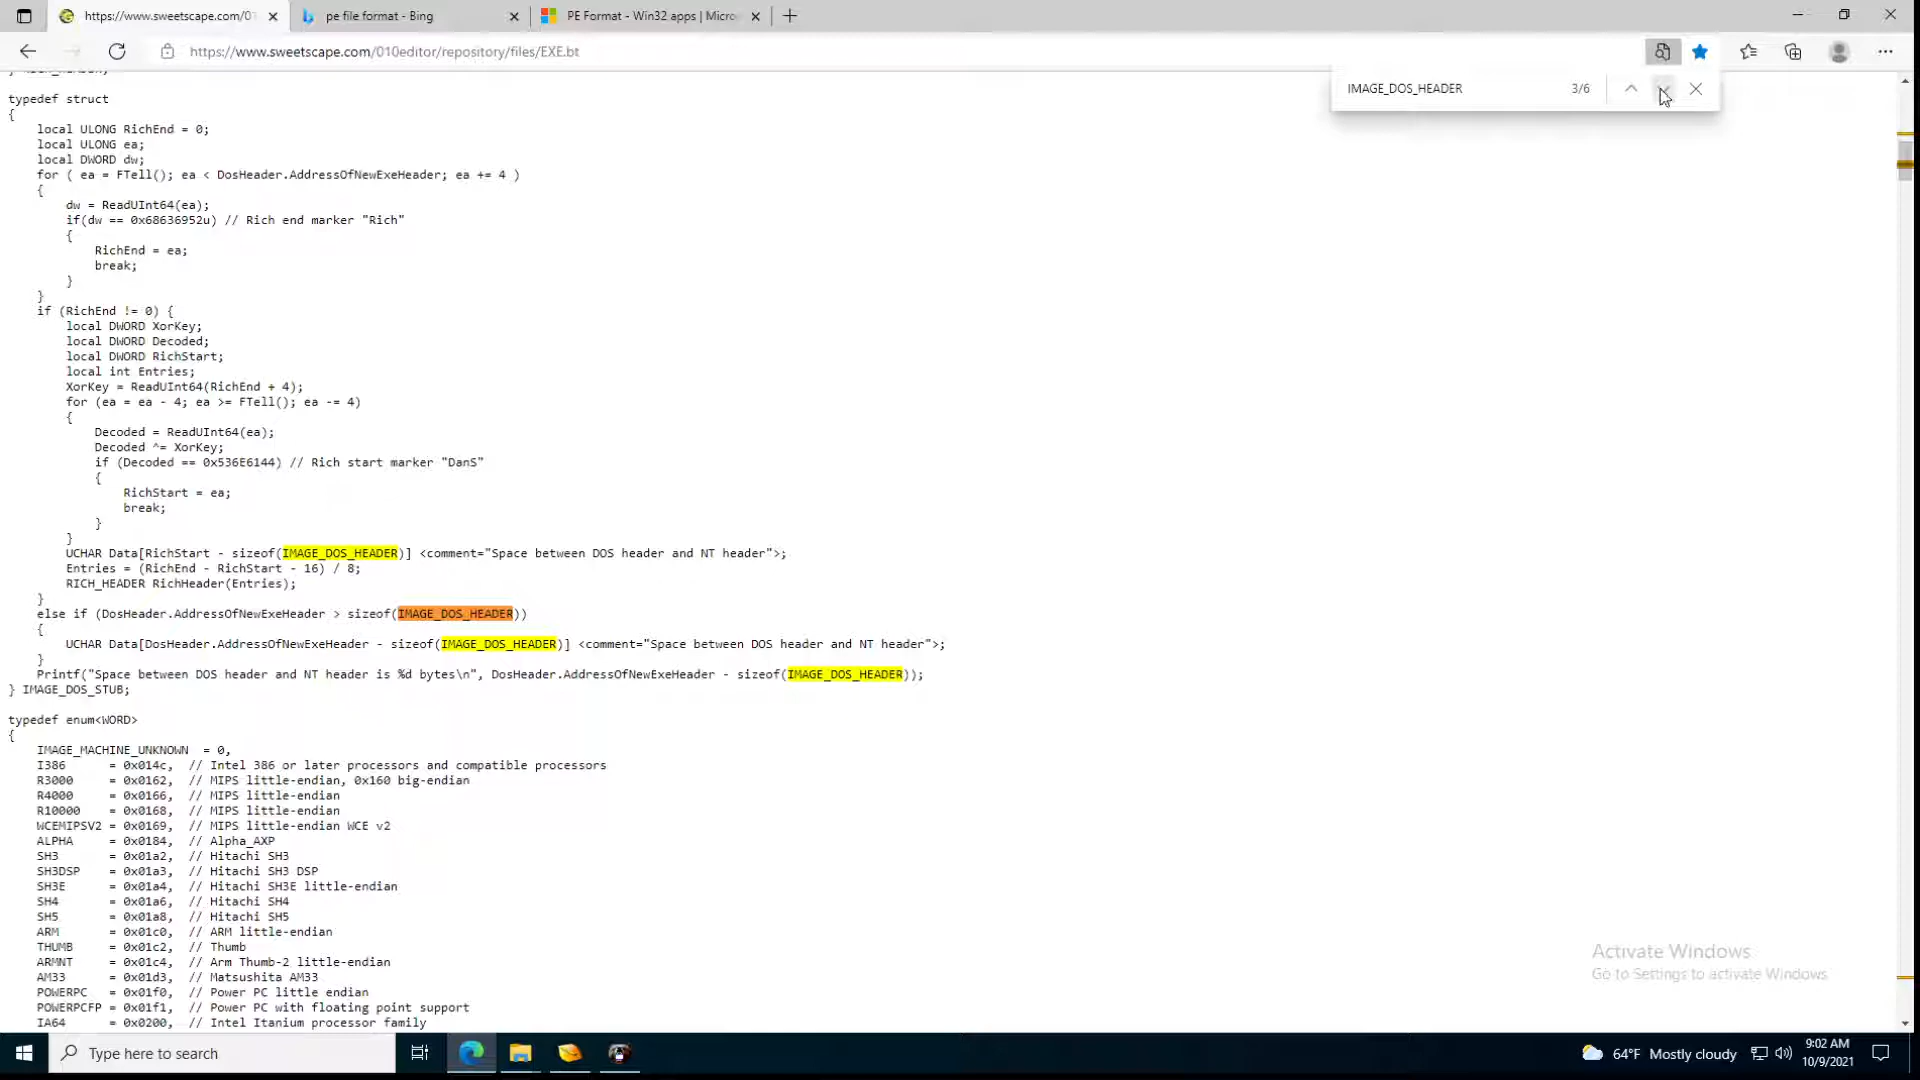 https://www.sweetscape.com/01
pe file format - Bing
PE Format - Win32 apps | Micro
https://www.sweetscape.com/010editor/repository/files/EXE.bt
IMAGE_DOS_HEADER 3/6
typedef struct
{
local ULONG RichEnd = 0;
local ULONG ea;
local DWORD dw;
for ( ea = FTell(); ea < DosHeader.AddressOfNewExeHeader; ea += 4 )
{
dw = ReadUInt64(ea);
if(dw == 0x68636952u) // Rich end marker "Rich"
{
RichEnd = ea;
break;
}
}
if (RichEnd != 0) {
local DWORD XorKey;
local DWORD Decoded;
local DWORD RichStart;
local int Entries;
XorKey = ReadUInt64(RichEnd + 4);
for (ea = ea - 4; ea >= FTell(); ea -= 4)
{
Decoded = ReadUInt64(ea);
Decoded ^= XorKey;
if (Decoded == 0x536E6144) // Rich start marker "DanS"
{
RichStart = ea;
break;
}
}
UCHAR Data[RichStart - sizeof(IMAGE_DOS_HEADER)] <comment="Space between DOS header and NT header">;
Entries = (RichEnd - RichStart - 16) / 8;
RICH_HEADER RichHeader(Entries);
}
else if (DosHeader.AddressOfNewExeHeader > sizeof(IMAGE_DOS_HEADER))
{
UCHAR Data[DosHeader.AddressOfNewExeHeader - sizeof(IMAGE_DOS_HEADER)] <comment="Space between DOS header and NT header">;
}
Printf("Space between DOS header and NT header is %d bytes\n", DosHeader.AddressOfNewExeHeader - sizeof(IMAGE_DOS_HEADER));
} IMAGE_DOS_STUB;
typedef enum<WORD>
{
IMAGE_MACHINE_UNKNOWN = 0,
I386 = 0x014c, // Intel 386 or later processors and compatible processors
R3000 = 0x0162, // MIPS little-endian, 0x160 big-endian
R4000 = 0x0166, // MIPS little-endian
R10000 = 0x0168, // MIPS little-endian
WCEMIPSV2 = 0x0169, // MIPS little-endian WCE v2
ALPHA = 0x0184, // Alpha_AXP
SH3 = 0x01a2, // Hitachi SH3
SH3DSP = 0x01a3, // Hitachi SH3 DSP
SH3E = 0x01a4, // Hitachi SH3E little-endian
SH4 = 0x01a6, // Hitachi SH4
SH5 = 0x01a8, // Hitachi SH5
ARM = 0x01c0, // ARM little-endian
THUMB = 0x01c2, // Thumb
ARMNT = 0x01c4, // Arm Thumb-2 little-endian
AM33 = 0x01d3, // Matsushita AM33
POWERPC = 0x01f0, // Power PC little endian
POWERPCFP = 0x01f1, // Power PC with floating point support
IA64 = 0x0200, // Intel Itanium processor family
Activate Windows
Go to Settings to activate Windows.
Type here to search
64°F Mostly cloudy
9:02 AM
10/9/2021